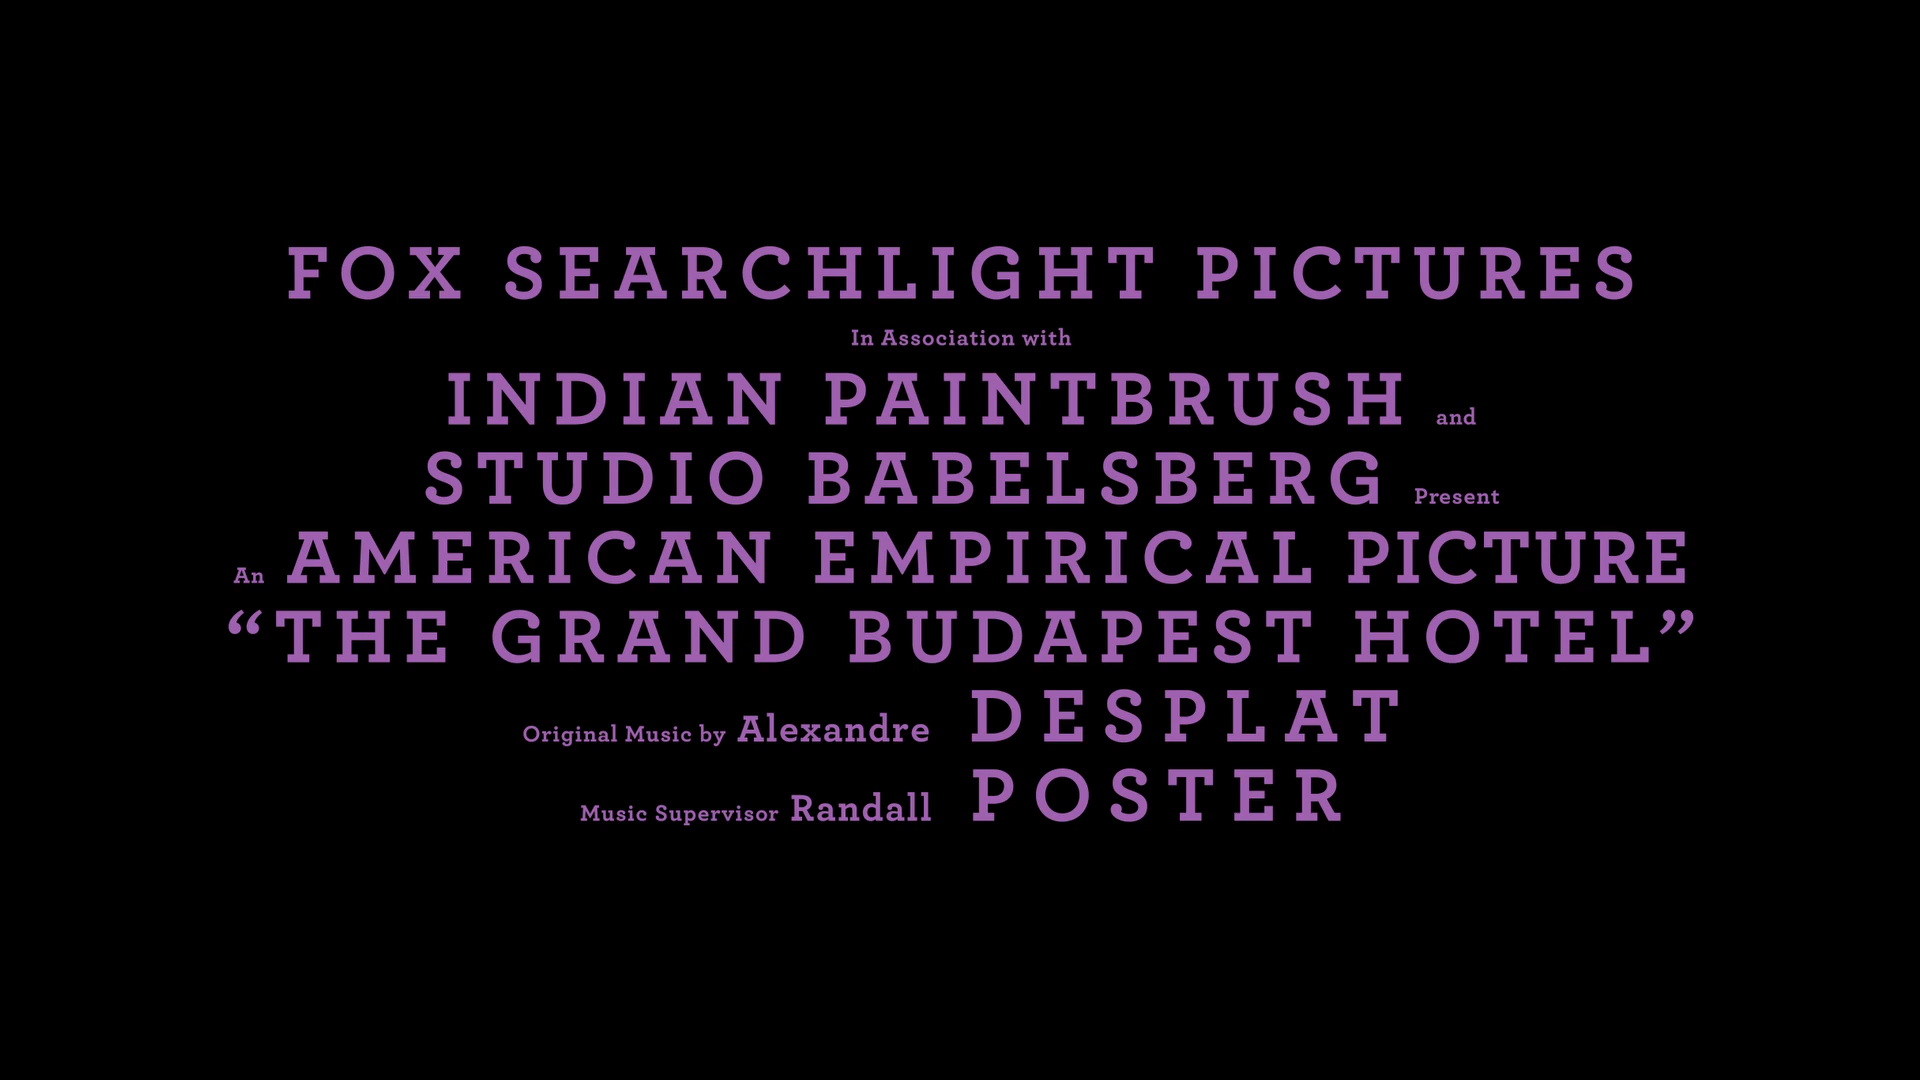 FOX SEARCHLIGHT PICTURES
In Association with
INDIAN PAINTBRUSH and
STUDIO BABELSBERG Present
An AMERICAN EMPIRICAL PICTURE
“THE GRAND BUDAPEST HOTEL”
Original Music by Alexandre DESPLAT
Music Supervisor Randall POSTER